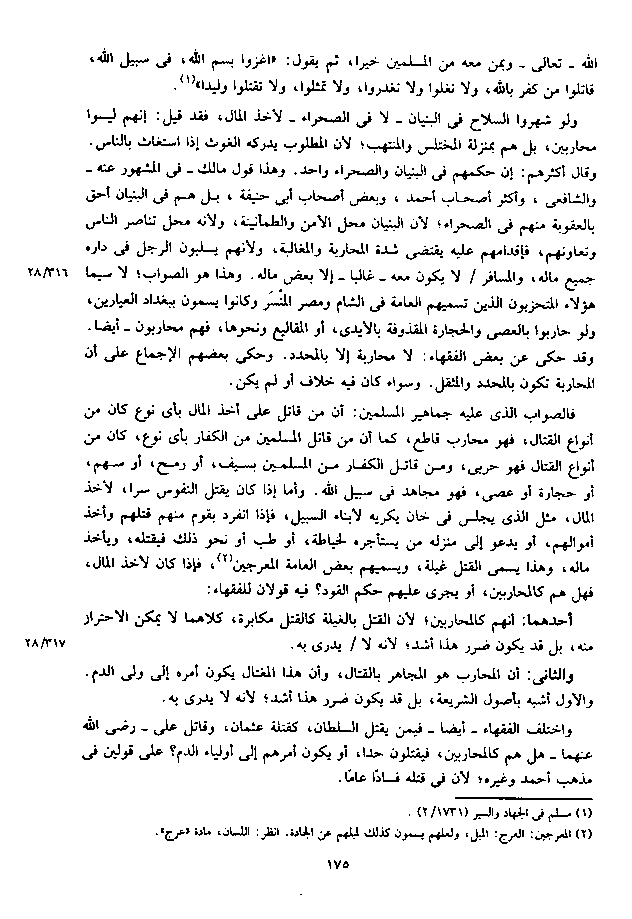 الله ـ تعالى ـ وبمن معه من المسلمين خيرا، ثم يقول: «اغزوا بسم الله، فى سبيل الله،
قاتلوا من كفر بالله، ولا تغلوا ولا تغدروا، ولا تمثلوا، ولا تقتلوا وليدا»(١).
ولو شهروا السلاح فى البنيان ـ لا فى الصحراء ـ لأخذ المال، فقد قيل: إنهم ليسوا
محاربين، بل هم بمنزلة المختلس والمنتهب؛ لأن المطلوب يدركه الغوث إذا استغاث بالناس.
وقال أكثرهم: إن حكمهم فى البنيان والصحراء واحد. وهذا قول مالك ـ فى المشهور عنه ـ
والشافعى ، وأكثر أصحاب أحمد ، وبعض أصحاب أبى حنيفة ، بل هم فى البنيان أحق
بالعقوبة منهم فى الصحراء؛ لأن البنيان محل الأمن والطمأنينة، ولأنه محل تناصر الناس
وتعاونهم، فإقدامهم عليه يقتضى شدة المحاربة والمغالبة، ولأنهم يسلبون الرجل فى داره
جميع ماله، والمسافر / لا يكون معه ـ غالبا ـ إلا بعض ماله. وهذا هو الصواب؛ لا سيما
٢٨/٣١٦
هؤلاء المتحزبون الذين تسميهم العامة فى الشام ومصر المنْسَر وكانوا يسمون ببغداد العيارين،
ولو حاربوا بالعصى والحجارة المقذوفة بالأيدى، أو المقاليع ونحوها، فهم محاربون ـ أيضا.
وقد حكى عن بعض الفقهاء: لا محاربة إلا بالمحدد. وحكى بعضهم الإجماع على أن
المحاربة تكون بالمحدد والمثقل. وسواء كان فيه خلاف أو لم يكن.
فالصواب الذى عليه جماهير المسلمين: أن من قاتل على أخذ المال بأى نوع كان من
أنواع القتال، فهو محارب قاطع، كما أن من قاتل المسلمين من الكفار بأى نوع، كان من
أنواع القتال فهو حربى، ومن قاتل الكفار من المسلمين بسيف، أو رمح، أو سهم،
أو حجارة أو عصى، فهو مجاهد فى سبيل الله. وأما إذا كان يقتل النفوس سرا، لأخذ
المال، مثل الذى يجلس فى خان يكريه لأبناء السبيل، فإذا انفرد بقوم منهم قتلهم وأخذ
أموالهم، أو يدعو إلى منزله من يستأجره لخياطة، أو طب أو نحو ذلك فيقتله، ويأخذ
ماله، وهذا يسمى القتل غيلة، ويسميهم بعض العامة المعرجين(٢)، فإذا كان لأخذ المال،
فهل هم كالمحاربين، أو يجرى عليهم حكم القود؟ فيه قولان للفقهاء:
أحدهما: أنهم كالمحاربين؛ لأن القتل بالغيلة كالقتل مكابرة، كلاهما لا يمكن الاحتراز
منه، بل قد يكون ضرر هذا أشد؛ لأنه لا / يدرى به.
٢٨/٣١٧
والثانى: أن المحارب هو المجاهر بالقتال، وأن هذا المغتال يكون أمره إلى ولى الدم.
والأول أشبه بأصول الشريعة، بل قد يكون ضرر هذا أشد؛ لأنه لا يدرى به.
واختلف الفقهاء ـ أيضا ـ فيمن يقتل السلطان، كقتلة عثمان، وقاتل على ـ رضى الله
عنهما ـ هل هم كالمحاربين، فيقتلون حدا، أو يكون أمرهم إلى أولياء الدم؟ على قولين فى
مذهب أحمد وغيره؛ لأن فى قتله فسادًا عامًا.
(١) مسلم فى الجهاد والسير (٢/١٧٣١) .
(٢) المعرجين: العرج: الميل، ولعلهم يسمون كذلك لميلهم عن الجادة. انظر: اللسان، مادة «عرج».
١٧٥